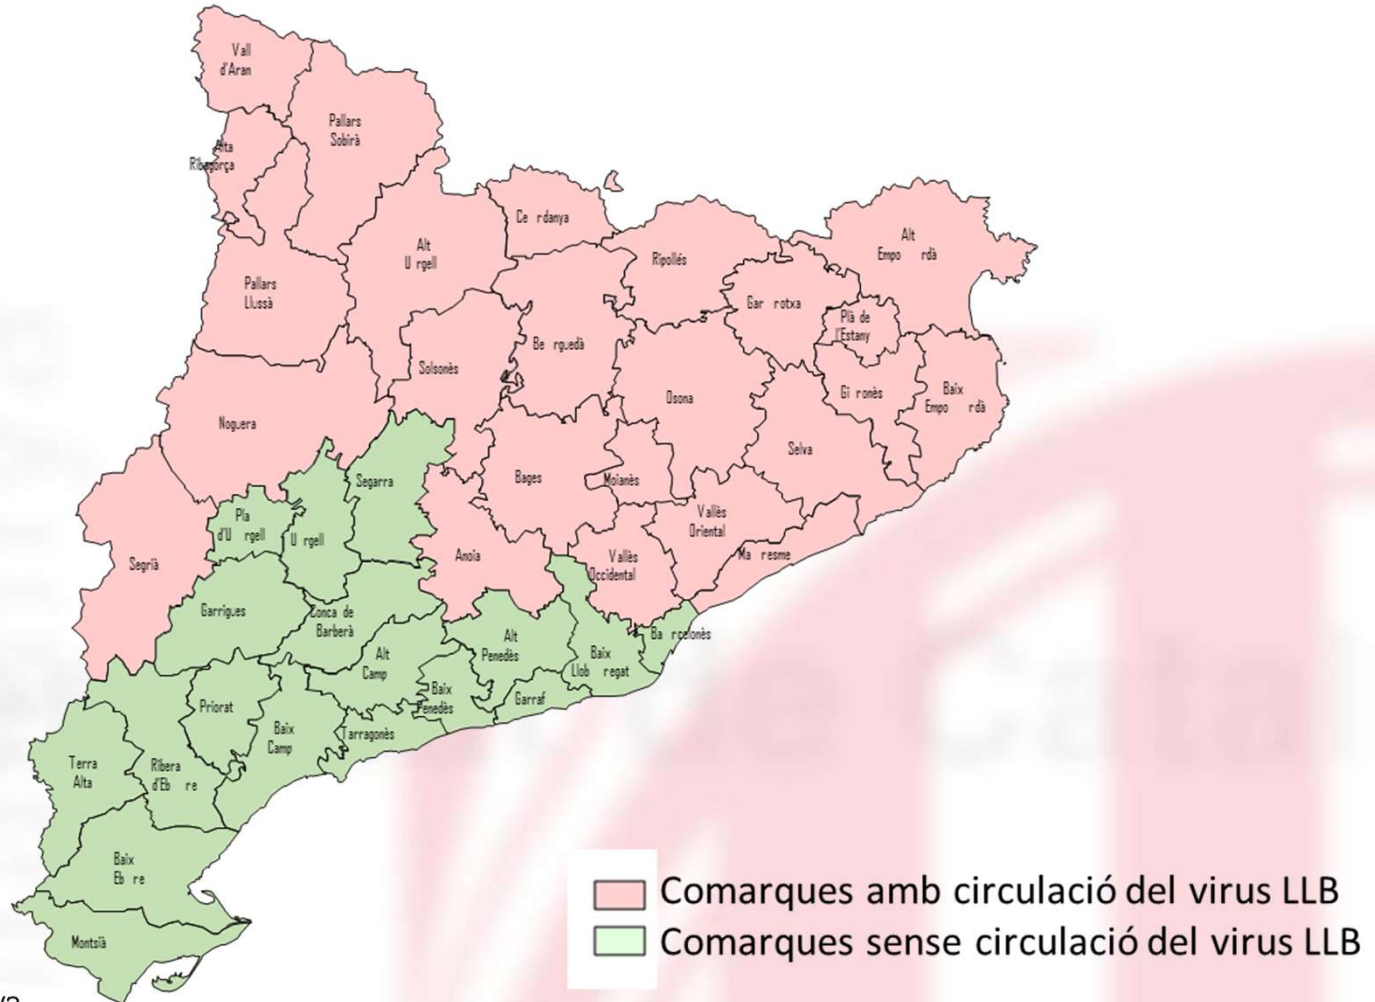 Vall
d'Aran
Pallars
Sobirà
Alta
Ribagorça
Ce rdanya
Alt
U rgell
Alt
Empo rdà
Ripollés
Pallars
Llussà
Gar rotxa
Plà de
l'Estany
Be rguedà
Solsonès
Gi ronès
Baix
Empo rdà
Osona
Noguera
Selva
Bages
Moianès
Segarra
Pla
d'U rgell
U rgell
Vallès
Oriental
Segrià
Anoia
Vallès
Occidental
Ma resme
Garrigues
Conca de
Barberà
Alt
Penedès
Ba rcelonès
Alt
Camp
Baix
Llob regat
Baix
Penedès
Garraf
Priorat
Baix
Camp
Tarragonès
Terra
Alta
Ribera
d'Eb re
Baix
Eb re
Montsià
Comarques amb circulació del virus LLB
Comarques sense circulació del virus LLB